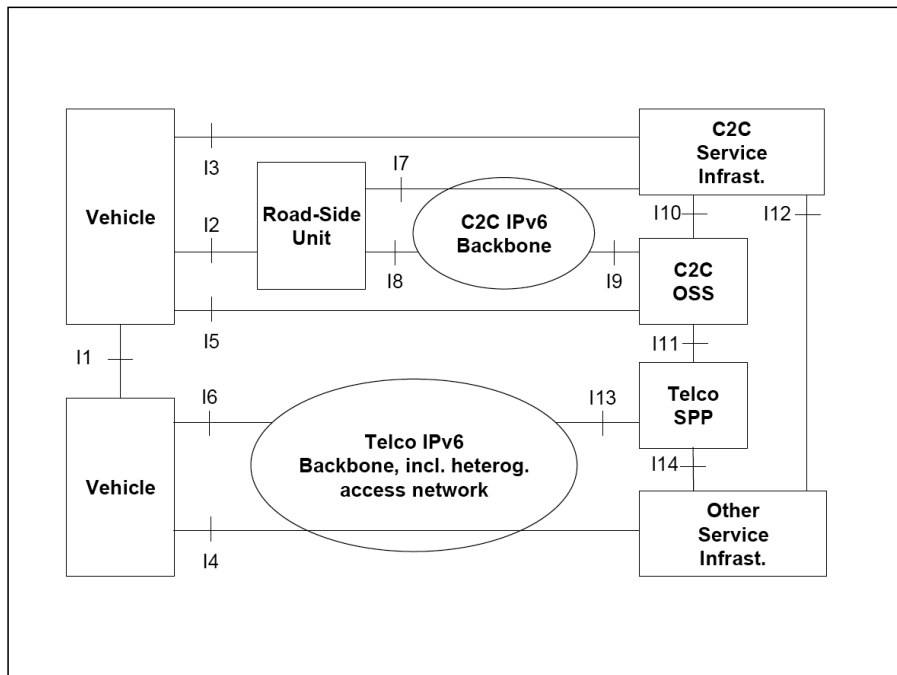 C2C
Service
Infrast.
I3
I7
Vehicle
Road-Side
Unit
I2
C2C IPv6
Backbone
I10
I12
I8
I9
C2C
OSS
I5
I1
I11
I6
I13
Telco
SPP
Telco IPv6
Backbone, incl. heterog.
access network
Vehicle
I14
Other
Service
Infrast.
I4